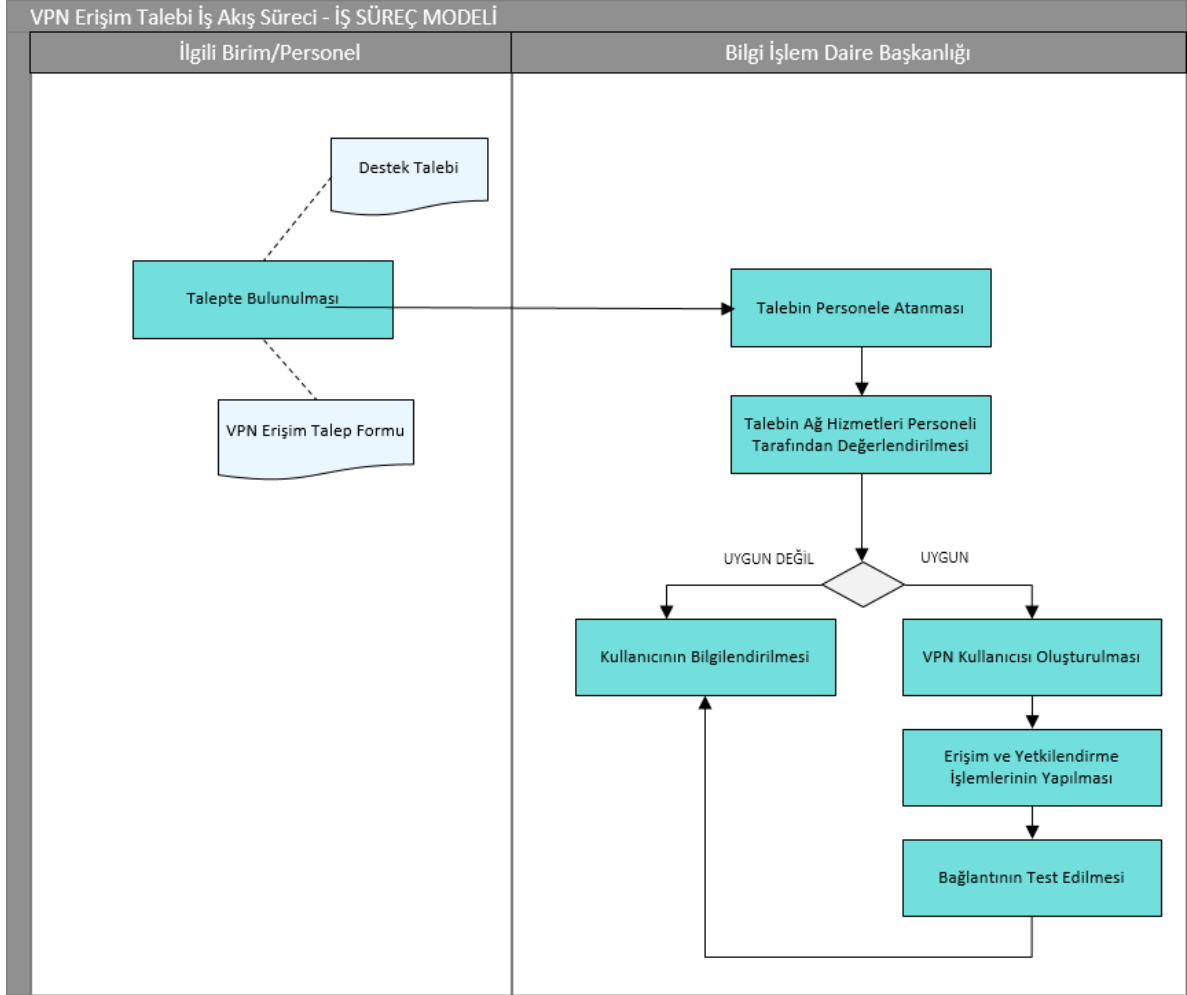 VPN Erişim Talebi İş Akış Süreci - İŞ SÜREÇ MODELİ
İlgili Birim/Personel
Bilgi İşlem Daire Başkanlığı
Destek Talebi
Talepte Bulunulması
VPN Erişim Talep Formu
Talebin Personele Atanması
Talebin Ağ Hizmetleri Personeli
Tarafından Değerlendirilmesi
UYGUN DEĞİL
UYGUN
Kullanıcının Bilgilendirilmesi
VPN Kullanıcısı Oluşturulması
Erişim ve Yetkilendirme
İşlemlerinin Yapılması
Bağlantının Test Edilmesi